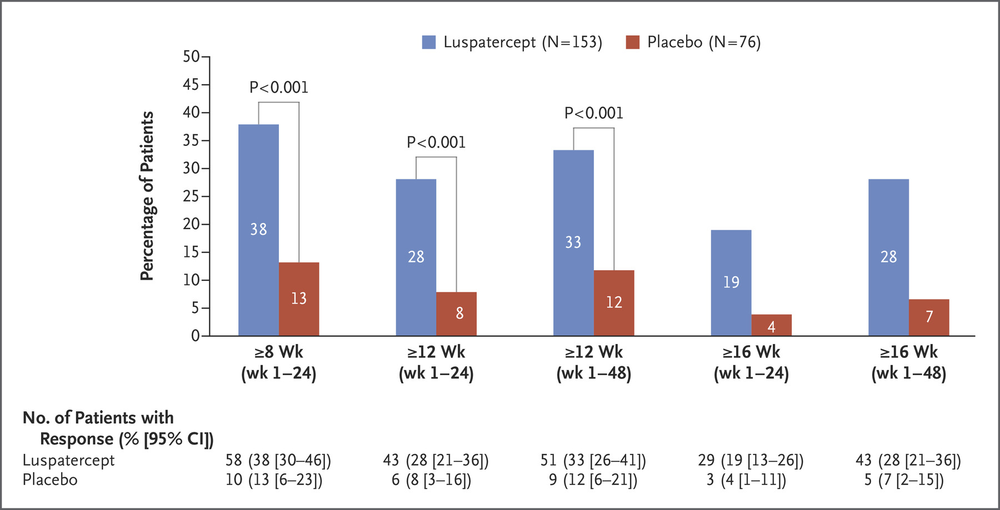 Luspatercept (N=153) Placebo (N=76)
Percentage of Patients
50
45
40
35
30
25
20
15
10
5
0
P<0.001
P<0.001
P<0.001
38
13
28
8
33
12
19
4
28
7
≥8 Wk
(wk 1–24)
≥12 Wk
(wk 1–24)
≥12 Wk
(wk 1–48)
≥16 Wk
(wk 1–24)
≥16 Wk
(wk 1–48)
No. of Patients with
Response (% [95% CI])
Luspatercept 58 (38 [30–46]) 43 (28 [21–36]) 51 (33 [26–41]) 29 (19 [13–26]) 43 (28 [21–36])
Placebo 10 (13 [6–23]) 6 (8 [3–16]) 9 (12 [6–21]) 3 (4 [1–11]) 5 (7 [2–15])